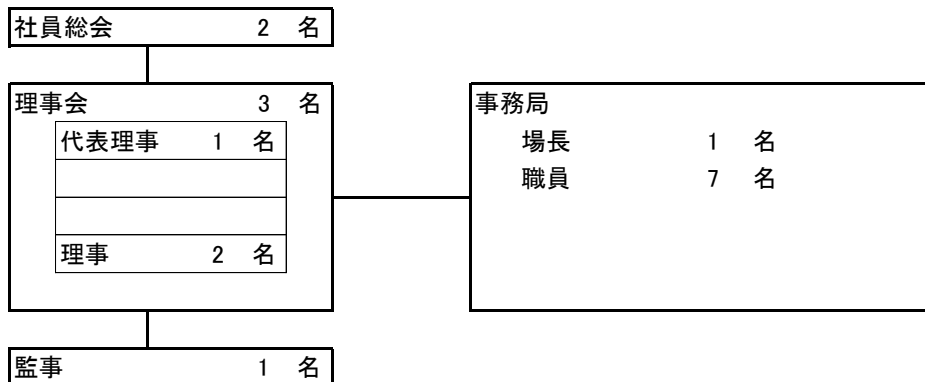 社員総会 2 名
理事会 3 名
代表理事 1 名
理事 2 名
事務局
場長 1 名
職員 7 名
監事 1 名